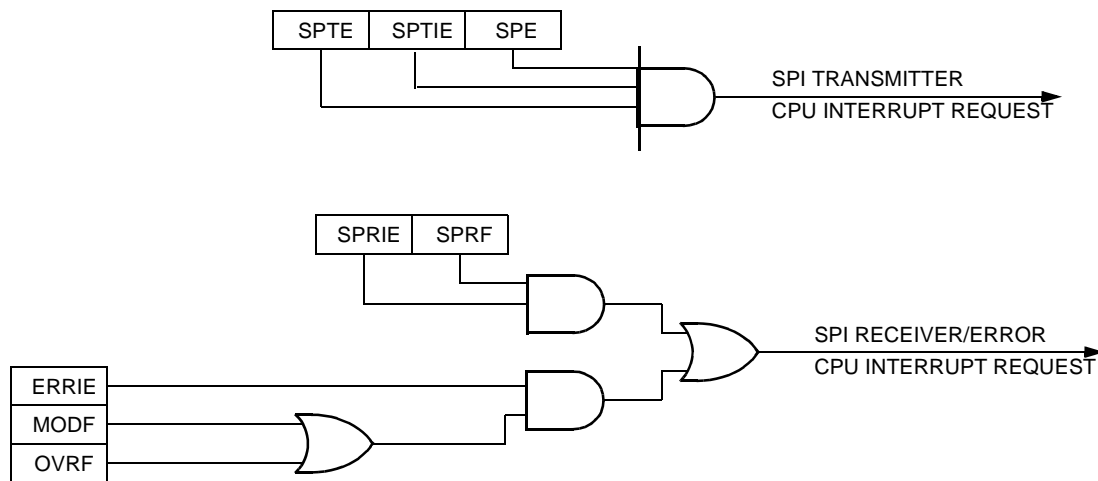 SPTE SPTIE SPE
SPI TRANSMITTER
CPU INTERRUPT REQUEST
SPRIE SPRF
SPI RECEIVER/ERROR
CPU INTERRUPT REQUEST
ERRIE
MODF
OVRF